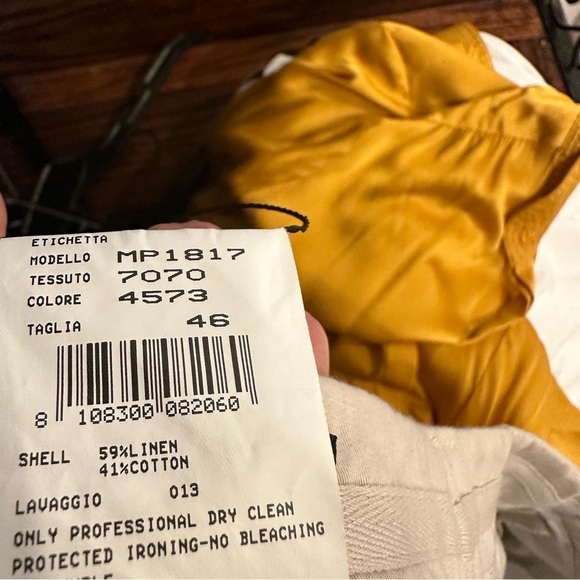 ETICHETTA
MODELLO MP1817
TESSUTO 7070
COLORE 4573
TAGLIA 46
8 108300 082060
SHELL 59%LINEN
41%COTTON
LAVAGGIO 013
ONLY PROFESSIONAL DRY CLEAN
PROTECTED IRONING-NO BLEACHING